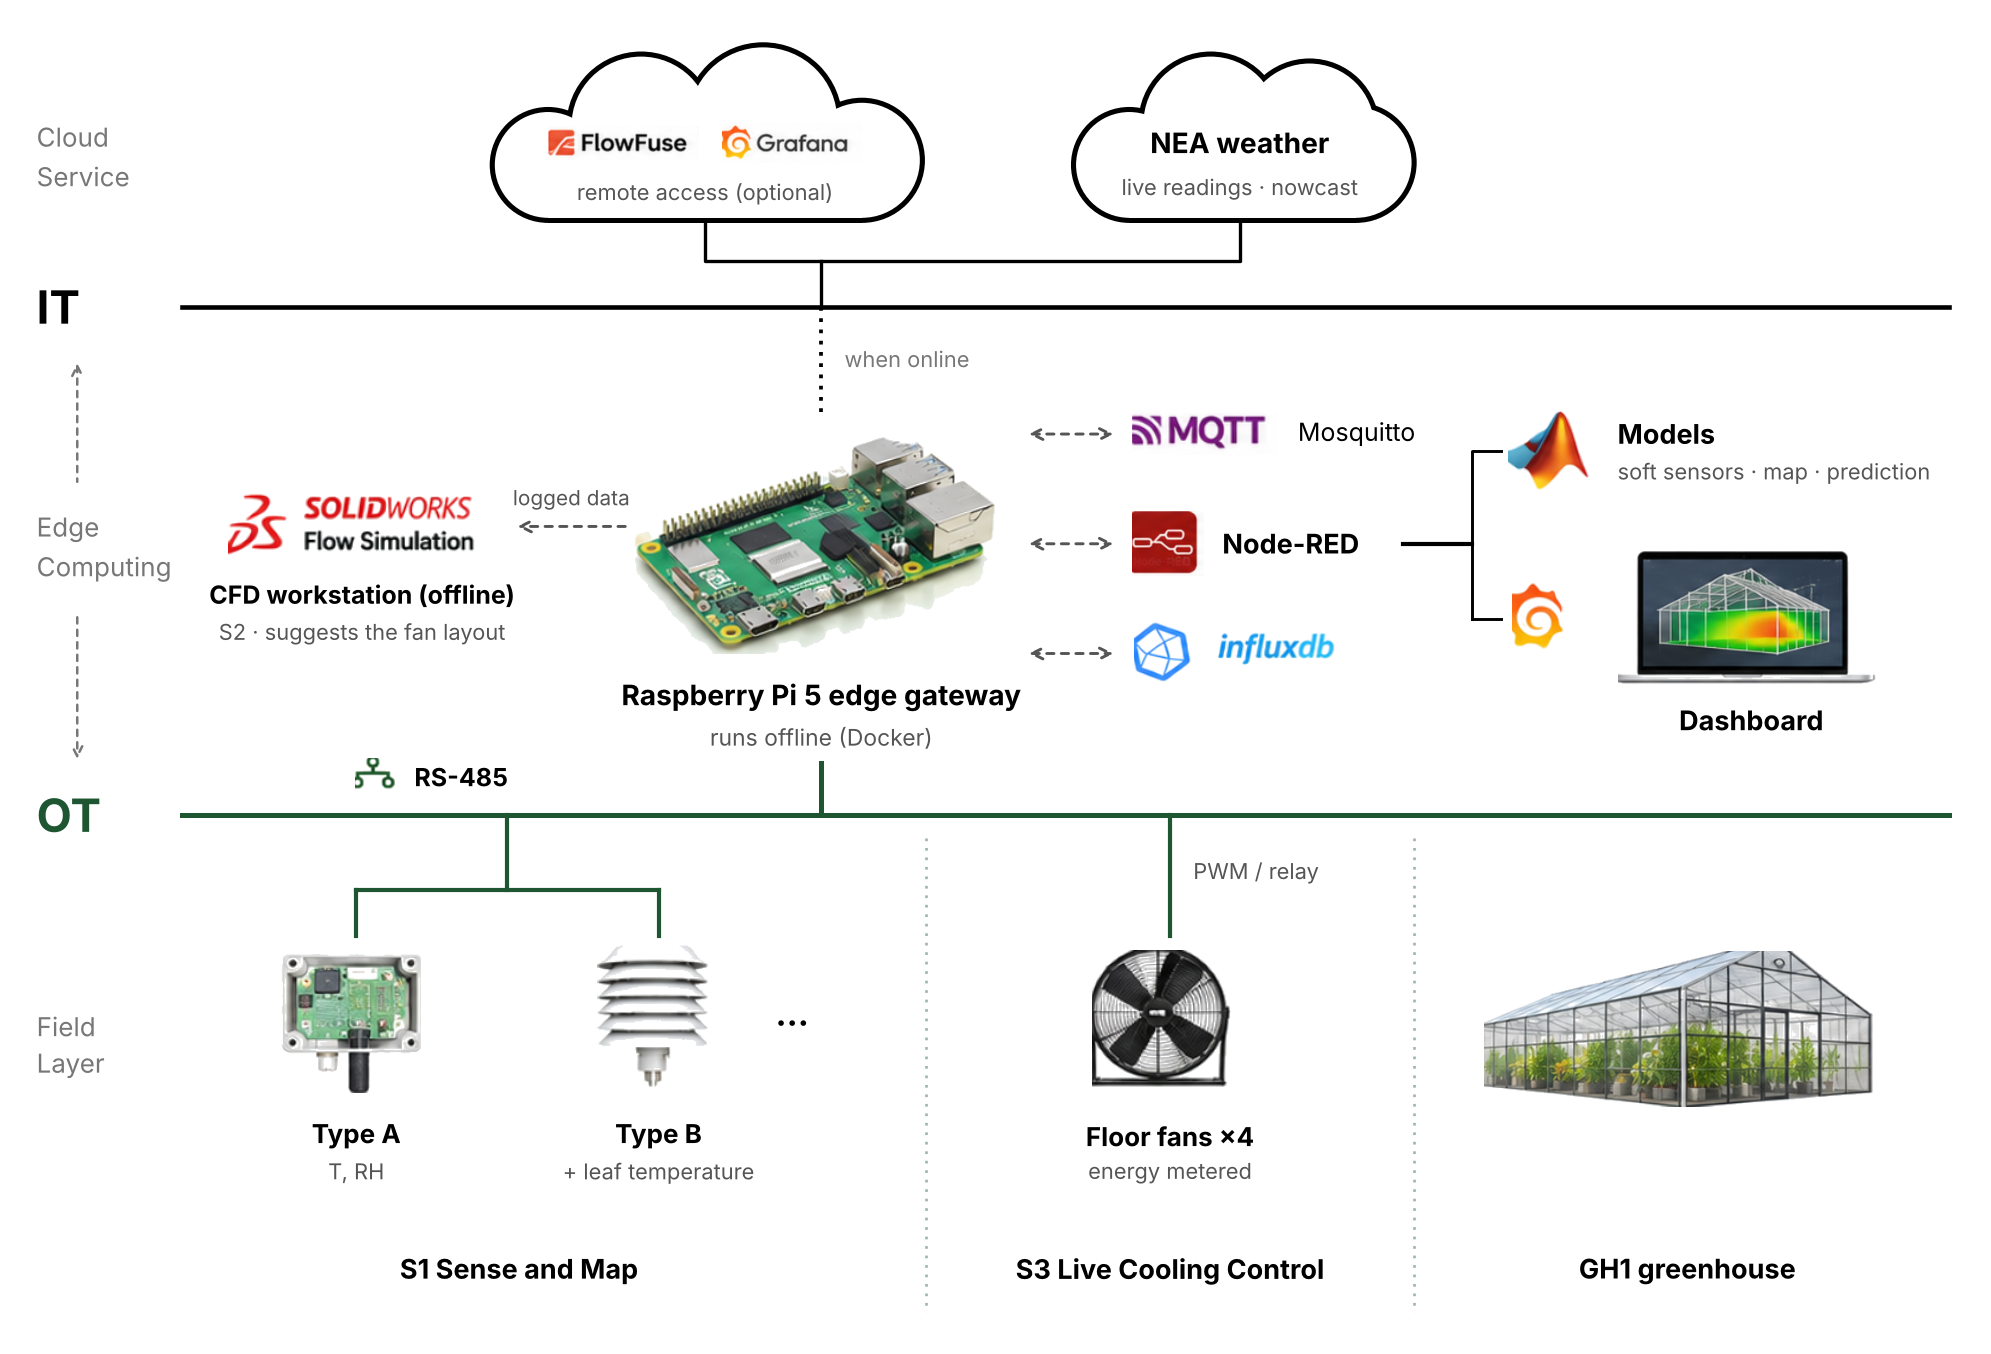 Cloud
Service
FlowFuse
Grafana
remote access (optional)
NEA weather
live readings · nowcast
IT
when online
Edge
Computing
SOLIDWORKS
Flow Simulation
logged data
CFD workstation (offline)
S2 · suggests the fan layout
Raspberry Pi 5 edge gateway
runs offline (Docker)
MQTT
Mosquitto
Node-RED
influxdb
Models
soft sensors · map · prediction
Dashboard
RS-485
OT
PWM / relay
Field
Layer
Type A
T, RH
Type B
+ leaf temperature
...
Floor fans ×4
energy metered
S1 Sense and Map
S3 Live Cooling Control
GH1 greenhouse